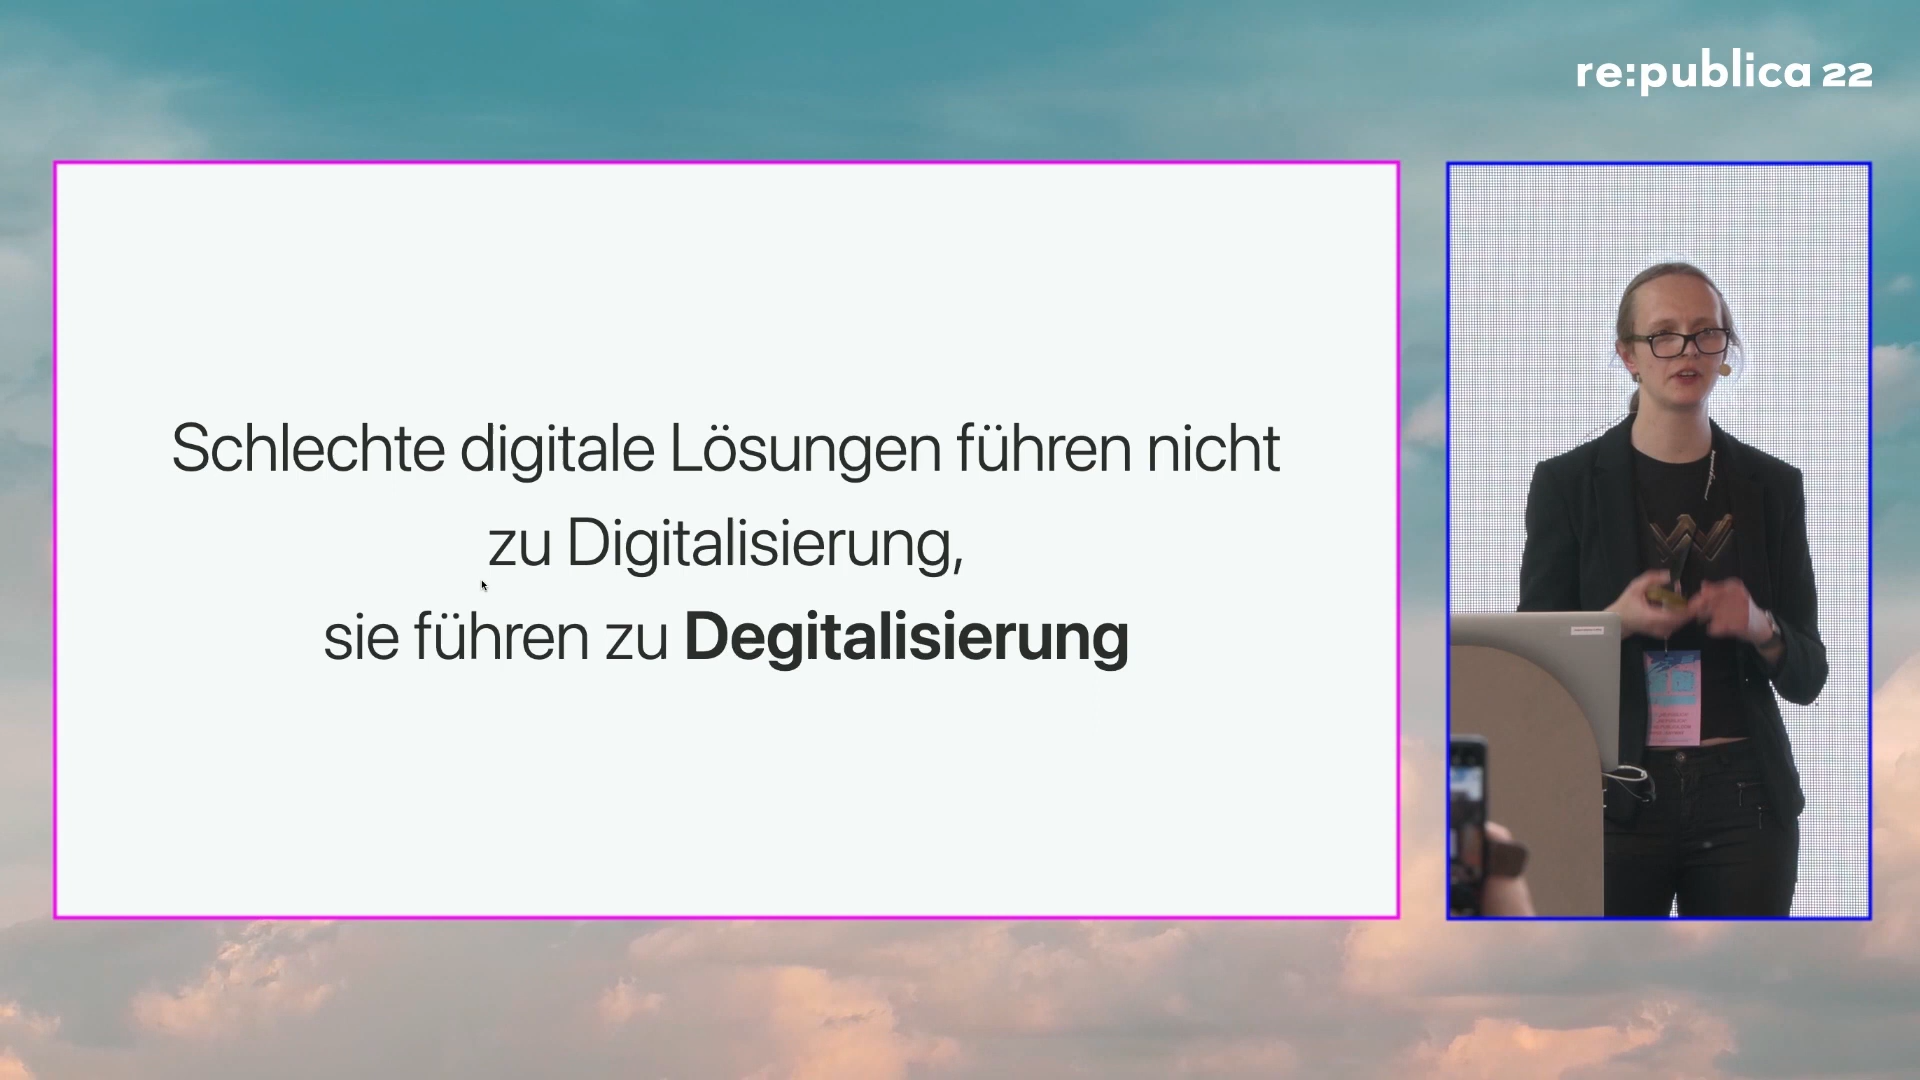 re:publica 22
Schlechte digitale Lösungen führen nicht
zu Digitalisierung,
sie führen zu Degitalisierung